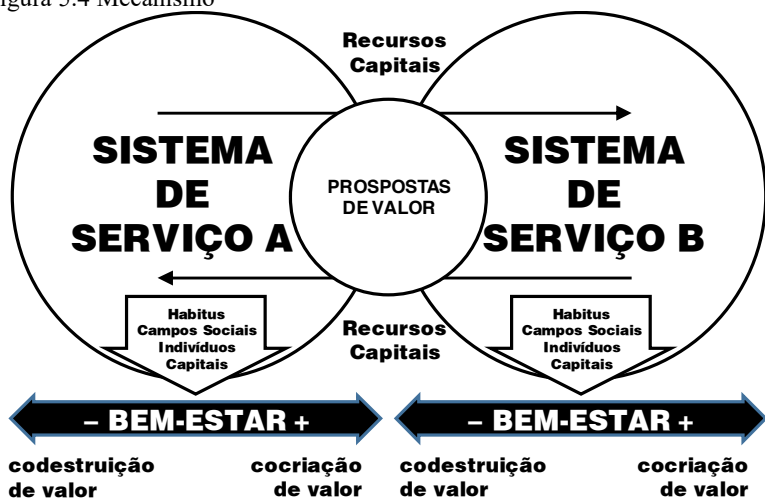 Figura 5.4 Mecanismo
Recursos
Capitais
SISTEMA
DE
SERVIÇO A
PROSPOSTAS
DE VALOR
SISTEMA
DE
SERVIÇO B
Habitus
Campos Sociais
Indivíduos
Capitais
Recursos
Capitais
Habitus
Campos Sociais
Indivíduos
Capitais
– BEM-ESTAR +
– BEM-ESTAR +
codestruição
de valor
cocriação
de valor
codestruição
de valor
cocriação
de valor